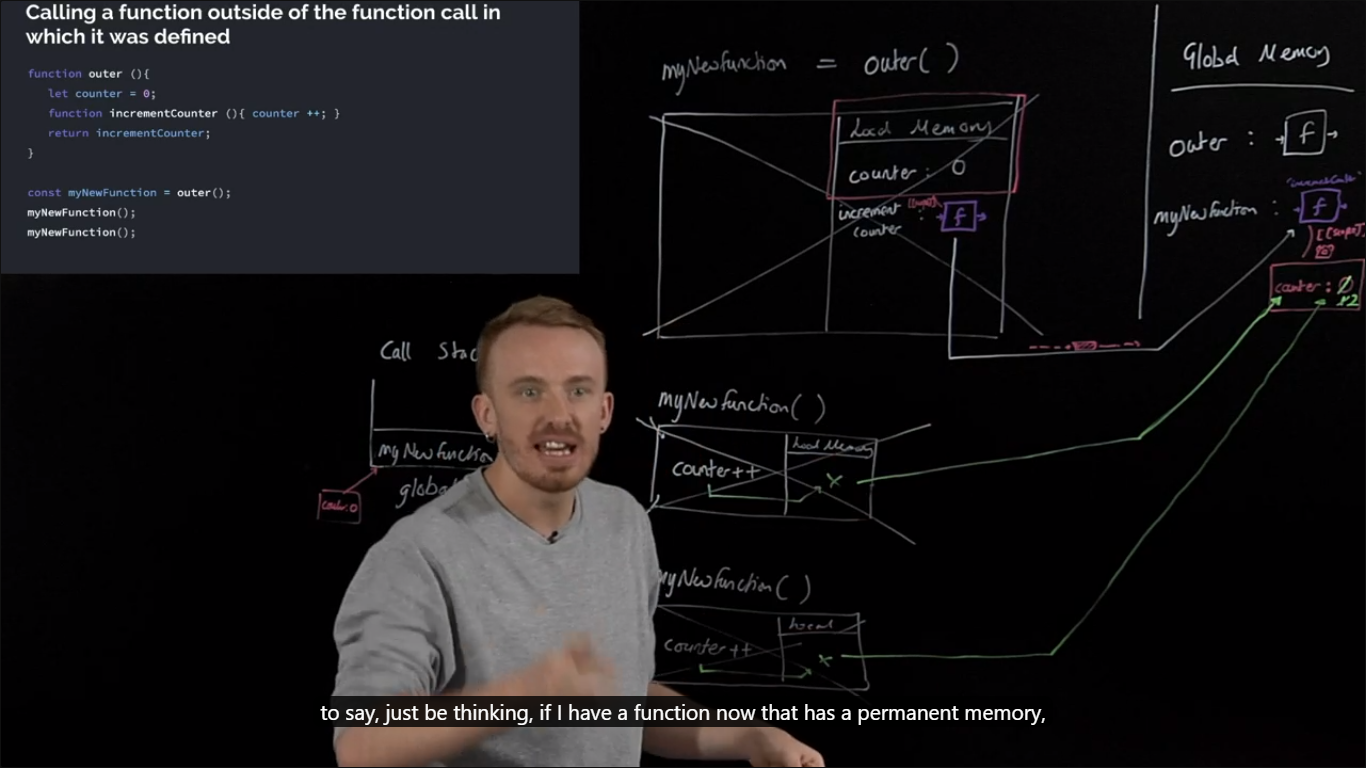 Calling a function outside of the function call in
which it was defined
function outer (){
let counter = 0;
function incrementCounter (){ counter ++; }
return incrementCounter;
}
const myNewFunction = outer();
myNewFunction();
myNewFunction();
myNewFunction = outer( )
Local Memory
counter : 0
increment
counter : f
Global Memory
outer : f
"incrementCounter"
myNewFunction : f
[[scope]]
counter : 0 1 2
Call Stac
myNewfunctio
global
counter: 0
myNewfunction( )
counter++
Local Memory
x
myNewfunction( )
counter++
Local
x
to say, just be thinking, if I have a function now that has a permanent memory,